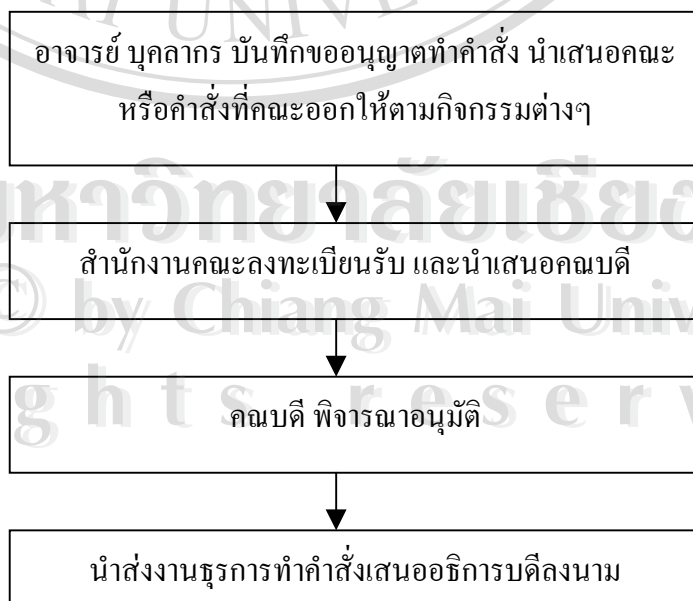 อาจารย์ บุคลากร บันทึกขออนุญาตทำคำสั่ง นำเสนอคณะ
หรือคำสั่งที่คณะออกให้ตามกิจกรรมต่างๆ
สำนักงานคณะลงทะเบียนรับ และนำเสนอคณบดี
© by Chiang Mai Univ
คณบดี พิจารณาอนุมัติ
g h t s r e s e r v
นำส่งงานธุรการทำคำสั่งเสนออธิการบดีลงนาม